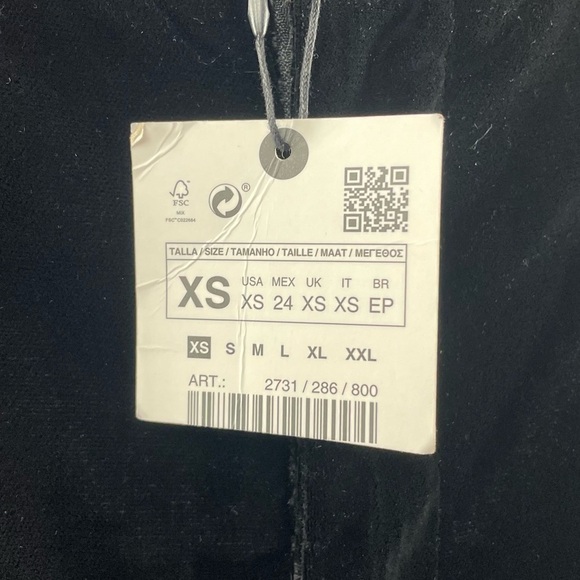 ®
FSC
MIX
TALLA / SIZE / TAMANHO / TAILLE / MAAT / ΜΕΓΕΘΟΣ
XS
USA MEX UK IT BR
XS 24 XS XS EP
XS S M L XL XXL
ART.: 2731 / 286 / 800